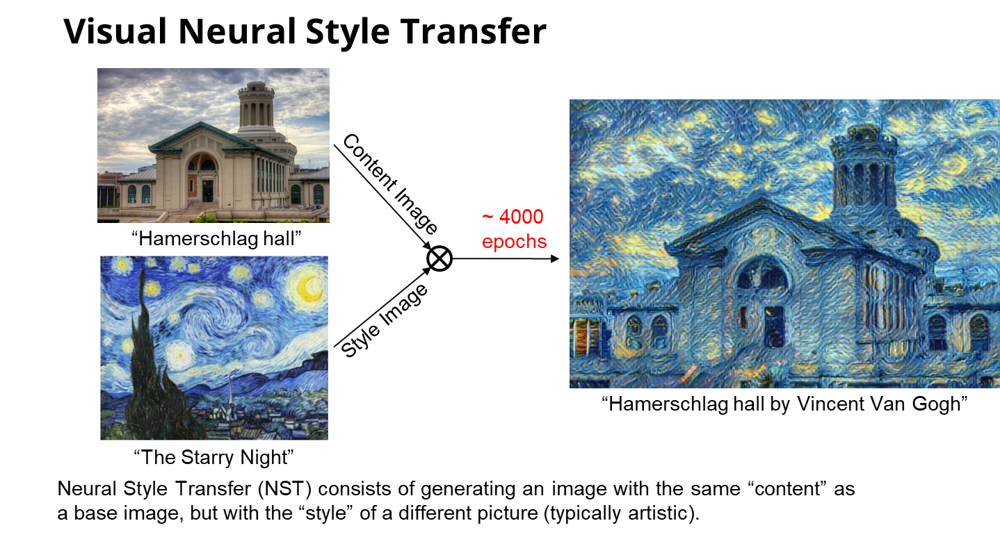 Visual Neural Style Transfer
“Hamerschlag hall”
Content Image
~ 4000
epochs
Style Image
“The Starry Night”
“Hamerschlag hall by Vincent Van Gogh”
Neural Style Transfer (NST) consists of generating an image with the same “content” as
a base image, but with the “style” of a different picture (typically artistic).